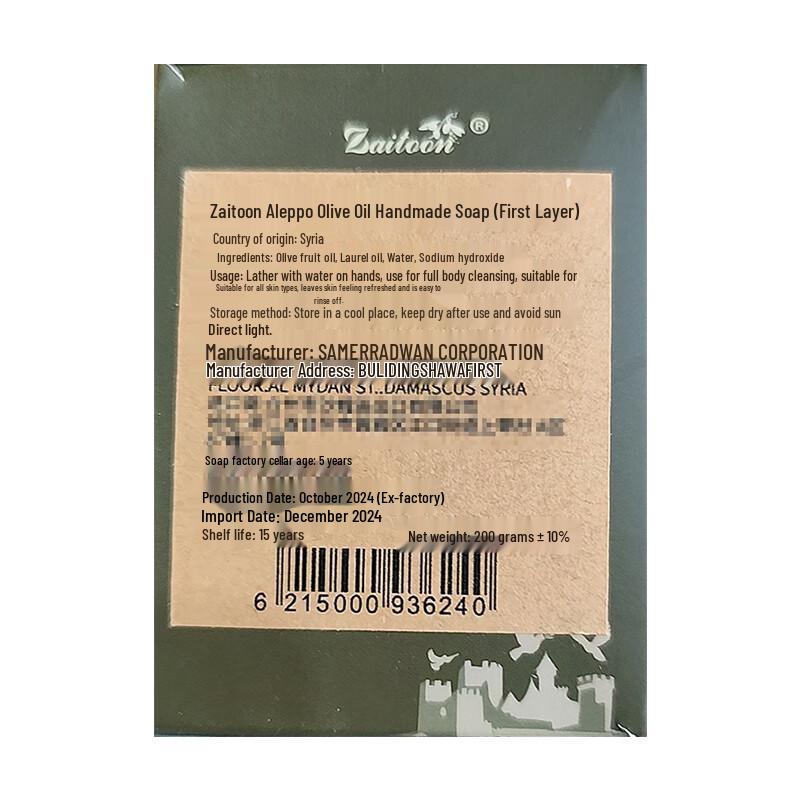 Zaitoon®
Zaitoon Aleppo Olive Oil Handmade Soap (First Layer)
Country of origin: Syria
Ingredients: Olive fruit oil, Laurel oil, Water, Sodium hydroxide
Usage: Lather with water on hands, use for full body cleansing, suitable for
Suitable for all skin types, leaves skin feeling refreshed and is easy to
rinse off.
Storage method: Store in a cool place, keep dry after use and avoid sun
Direct light.
Manufacturer: SAMERRADWAN CORPORATION
Manufacturer Address: BULIDINGSHAWAFIRST
FLOOR.AL MYDAN ST..DAMASCUS SYRIA
Soap factory cellar age: 5 years
Production Date: October 2024 (Ex-factory)
Import Date: December 2024
Shelf life: 15 years
Net weight: 200 grams ± 10%
6 215000 936240